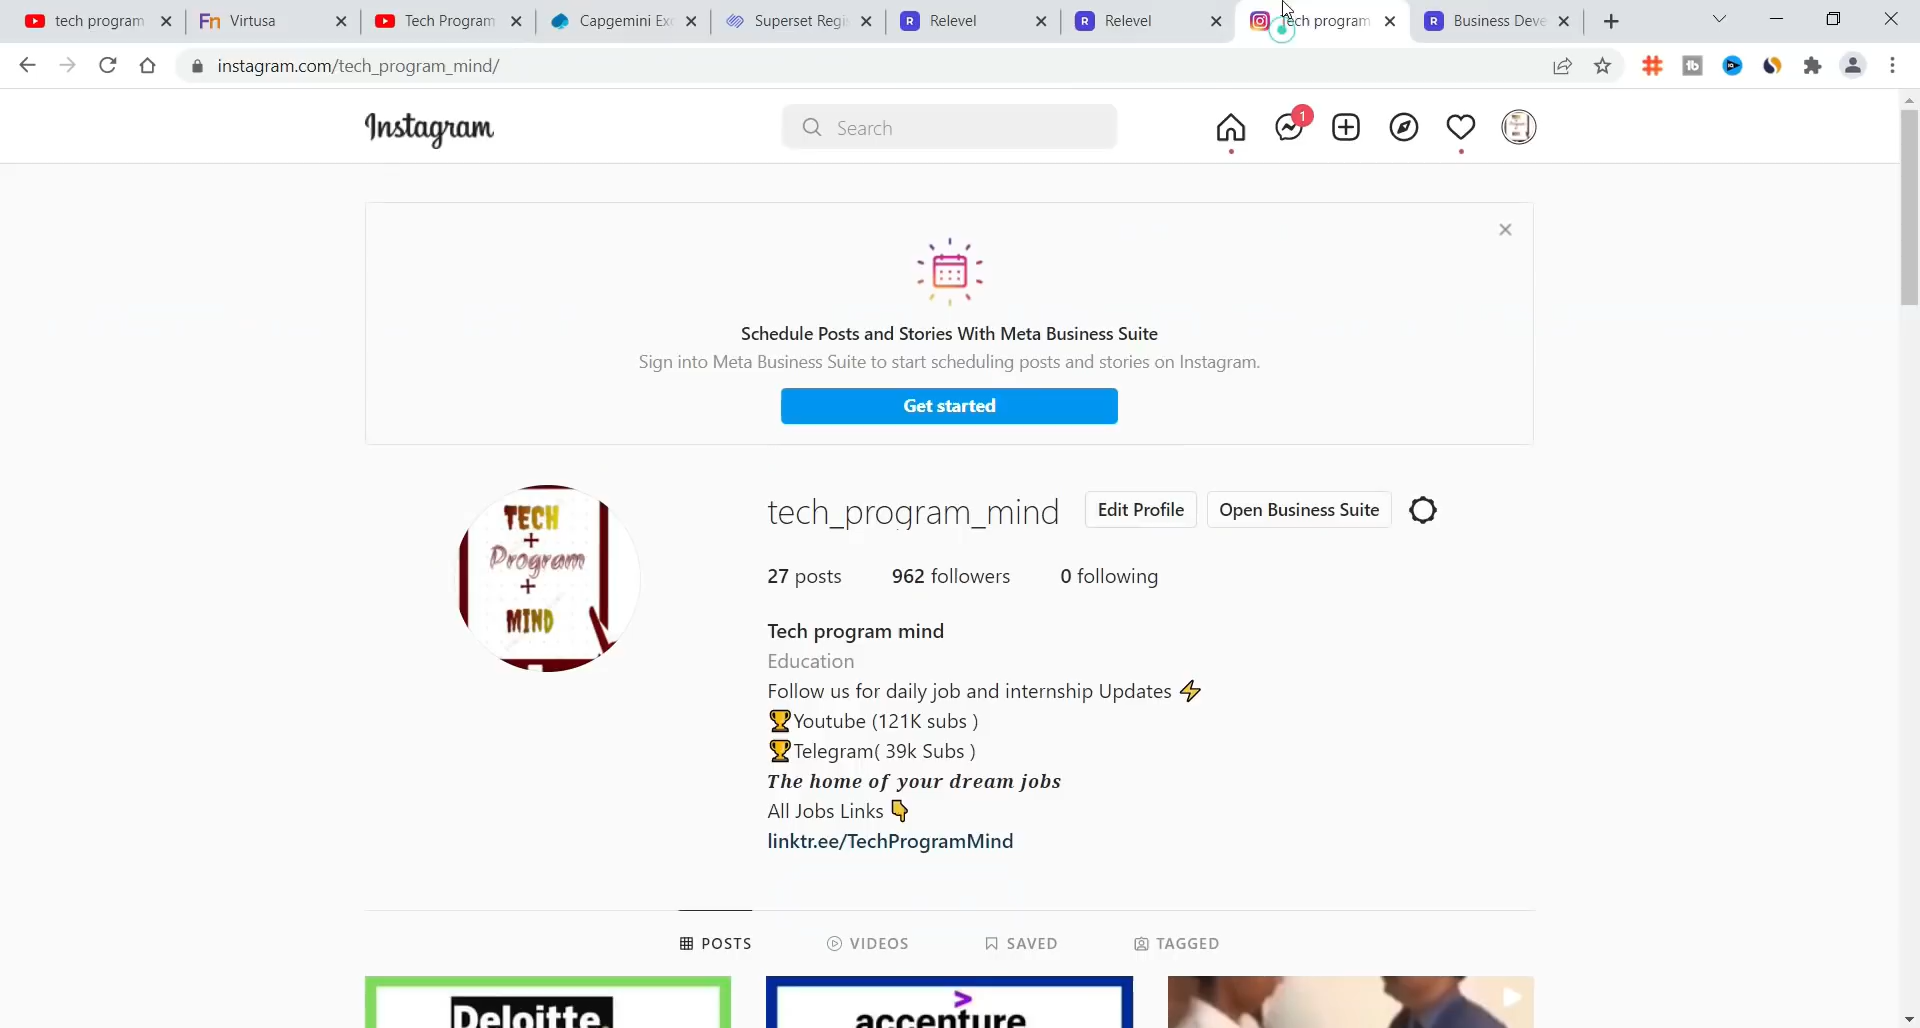 tech program
Virtusa
Tech Program
Capgemini Ex
Superset Regi
Relevel
Relevel
Tech program
Business Deve
instagram.com/tech_program_mind/
Instagram
Search
1
Schedule Posts and Stories With Meta Business Suite
Sign into Meta Business Suite to start scheduling posts and stories on Instagram.
Get started
TECH
+
Program
+
MIND
tech_program_mind
Edit Profile
Open Business Suite
27 posts
962 followers
0 following
Tech program mind
Education
Follow us for daily job and internship Updates ⚡
🏆Youtube (121K subs )
🏆Telegram( 39k Subs )
The home of your dream jobs
All Jobs Links 👇
linktr.ee/TechProgramMind
POSTS
VIDEOS
SAVED
TAGGED
Deloitte.
accenture